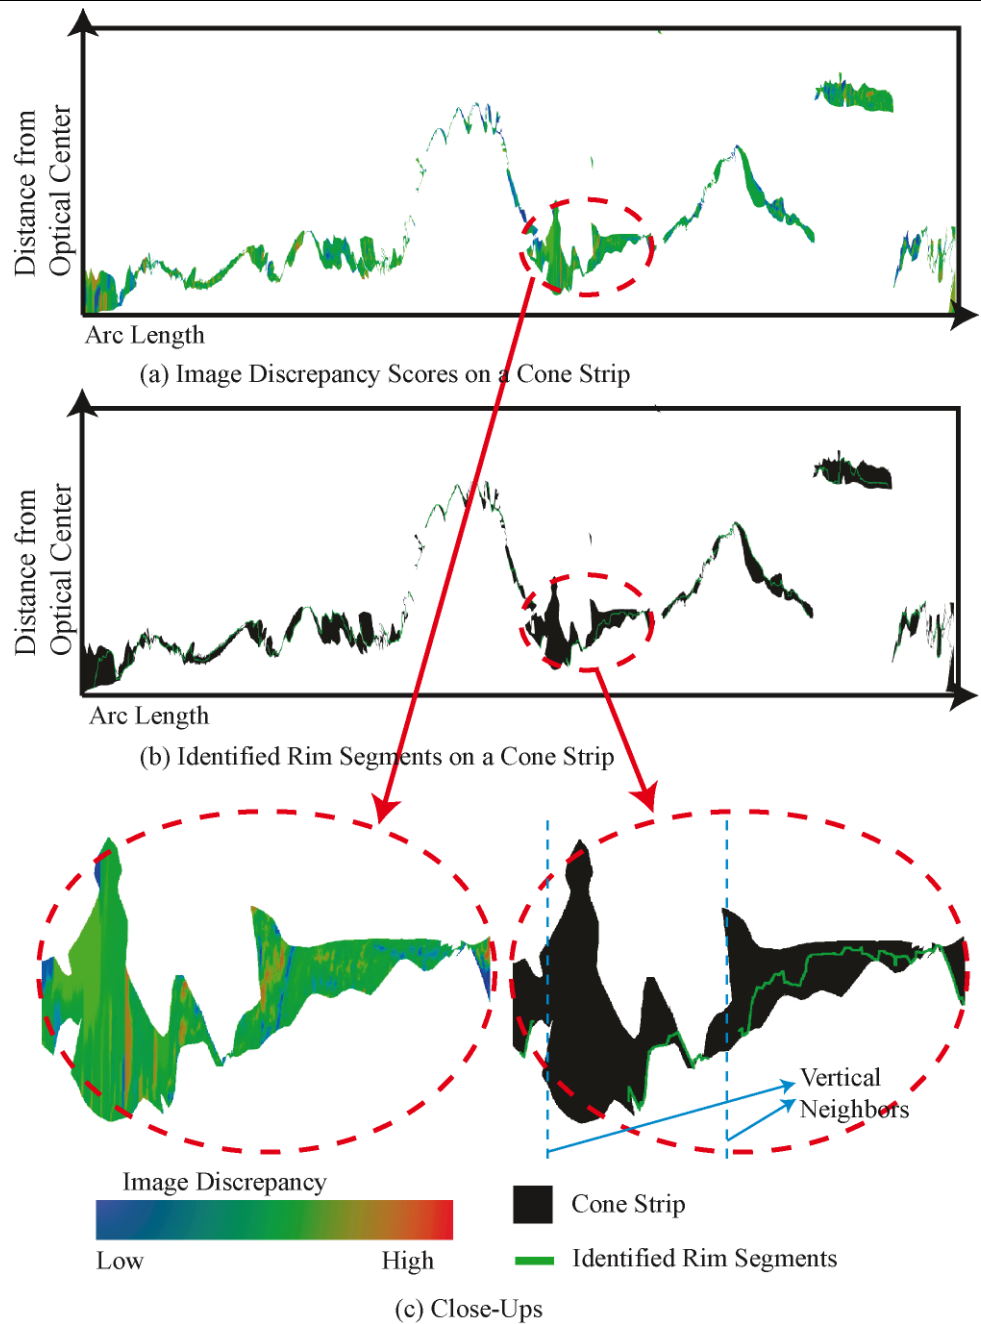 Distance from
Optical Center
Arc Length
(a) Image Discrepancy Scores on a Cone Strip
Distance from
Optical Center
Arc Length
(b) Identified Rim Segments on a Cone Strip
Vertical
Neighbors
Image Discrepancy
Low
High
Cone Strip
Identified Rim Segments
(c) Close-Ups